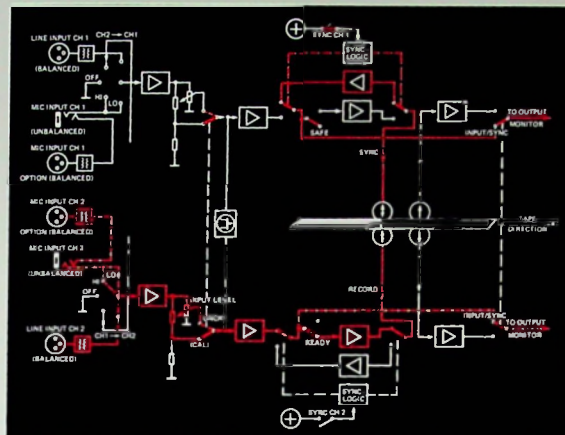 LINE INPUT CH 1
(BALANCED)
CH2 → CH1
OFF
HI
LO
MIC INPUT CH 1
(UNBALANCED)
MIC INPUT CH 1
OPTION (BALANCED)
SYNC CH 1
SYNC LOGIC
SAFE
SYNC
TO OUTPUT
INPUT/SYNC
MONITOR
MIC INPUT CH 2
OPTION (BALANCED)
MIC INPUT CH 2
(UNBALANCED)
LO
HI
OFF
CH1 → CH2
LINE INPUT CH 2
(BALANCED)
INPUT LEVEL
(CAL)
TAPE
DIRECTION
RECORD
READY
INPUT/SYNC
TO OUTPUT
MONITOR
SYNC LOGIC
SYNC CH 2